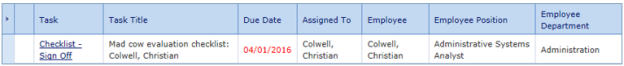 > Task Task Title Due Date Assigned To Employee Employee Position Employee Department
Checklist - Sign Off Mad cow evaluation checklist: Colwell, Christian 04/01/2016 Colwell, Christian Colwell, Christian Administrative Systems Analyst Administration